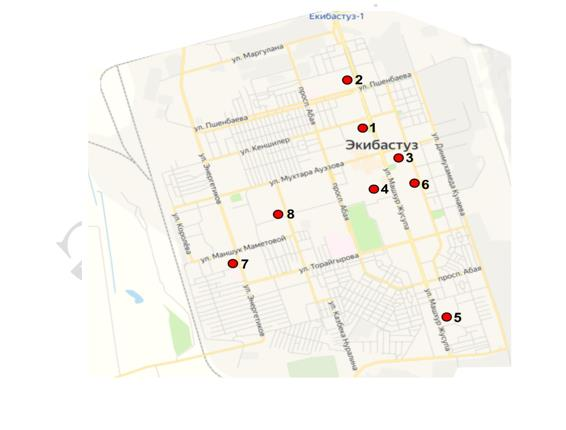 Екибастуз-1
ул. Маргулана
2
ул. Пшенбаева
просп. Абая
ул. Пшенбаева
1
ул. Кеншилер
Экибастуз
3
ул. Динмухамеда Кунаева
ул. Энергетиков
ул. Мухтара Ауэзова
ул. Машхур Жусупа
6
4
просп. Абая
8
ул. Королёва
ул. Маншук Маметовой
7
ул. Торайгырова
просп. Абая
ул. Энергетиков
ул. Машхур Жусупа
ул. Казбека Нуралина
5